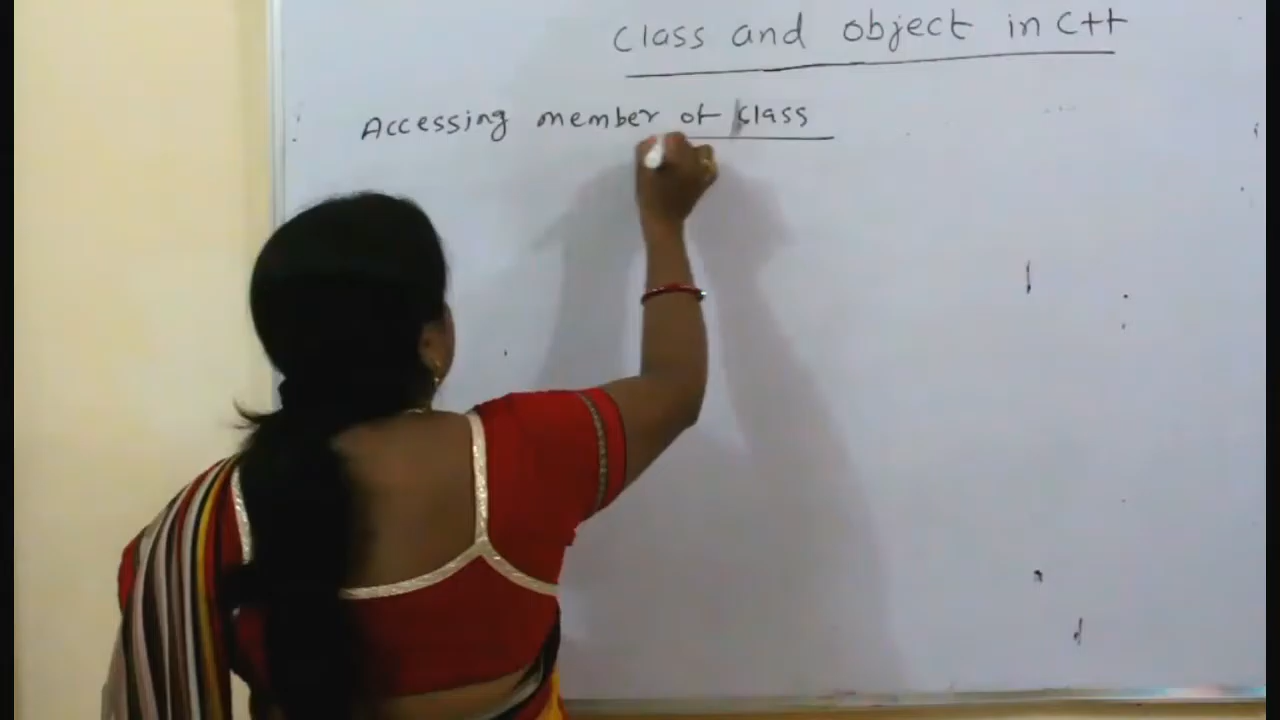 Class and object in C++
Accessing member of class